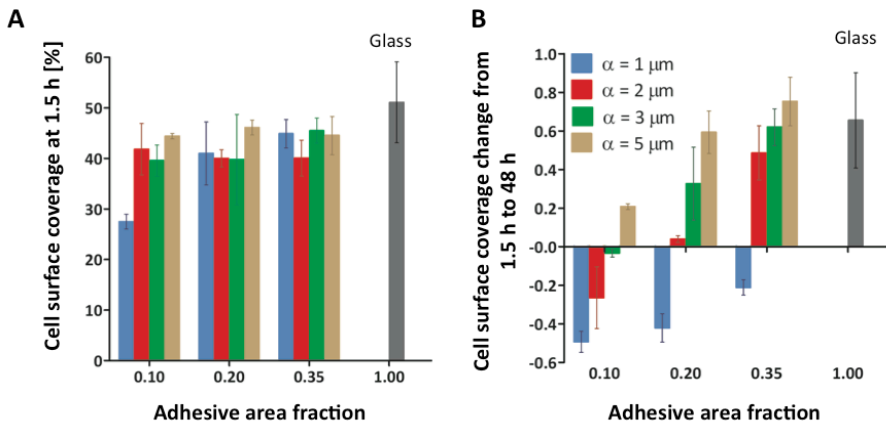 A
Glass
Cell surface coverage at 1.5 h [%]
60
50
40
30
20
10
0
0.10 0.20 0.35 1.00
Adhesive area fraction
B
Glass
Cell surface coverage change from
1.5 h to 48 h
1.0
0.8
0.6
0.4
0.2
-0.0
-0.2
-0.4
-0.6
α = 1 μm
α = 2 μm
α = 3 μm
α = 5 μm
0.10 0.20 0.35 1.00
Adhesive area fraction